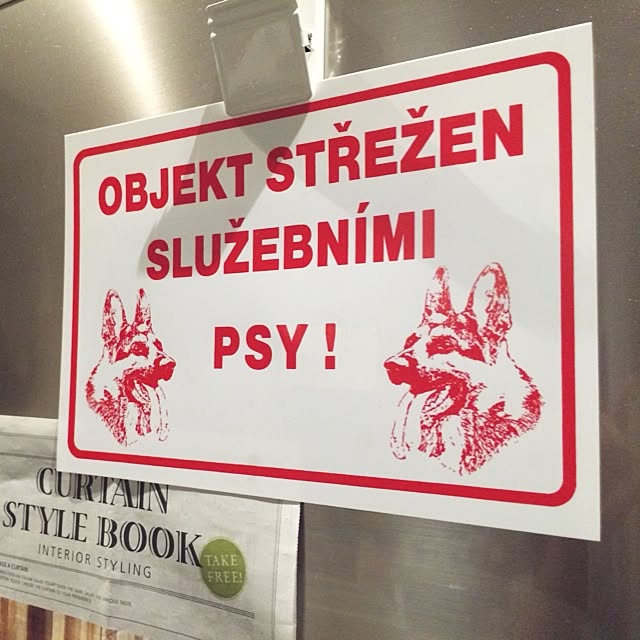 OBJEKT STŘEŽEN
SLUŽEBNÍMI
PSY!
CURTAIN
STYLE BOOK
INTERIOR STYLING
TAKE
FREE!